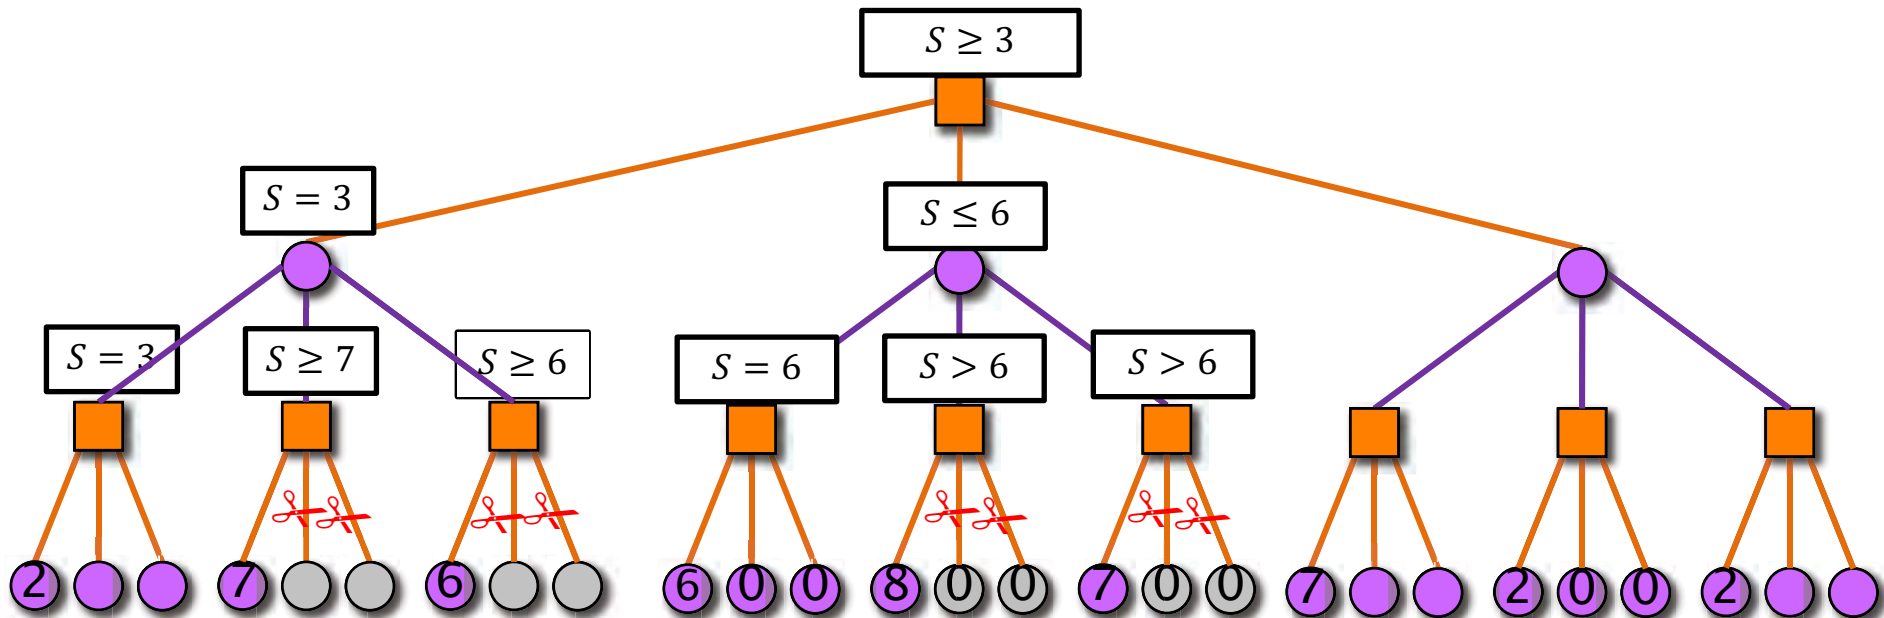 S ≥ 3
S = 3
S ≤ 6
S = 3
S ≥ 7
S ≥ 6
S = 6
S > 6
S > 6
2 7 6 6 0 0 8 0 0 7 0 0 7 2 0 0 2